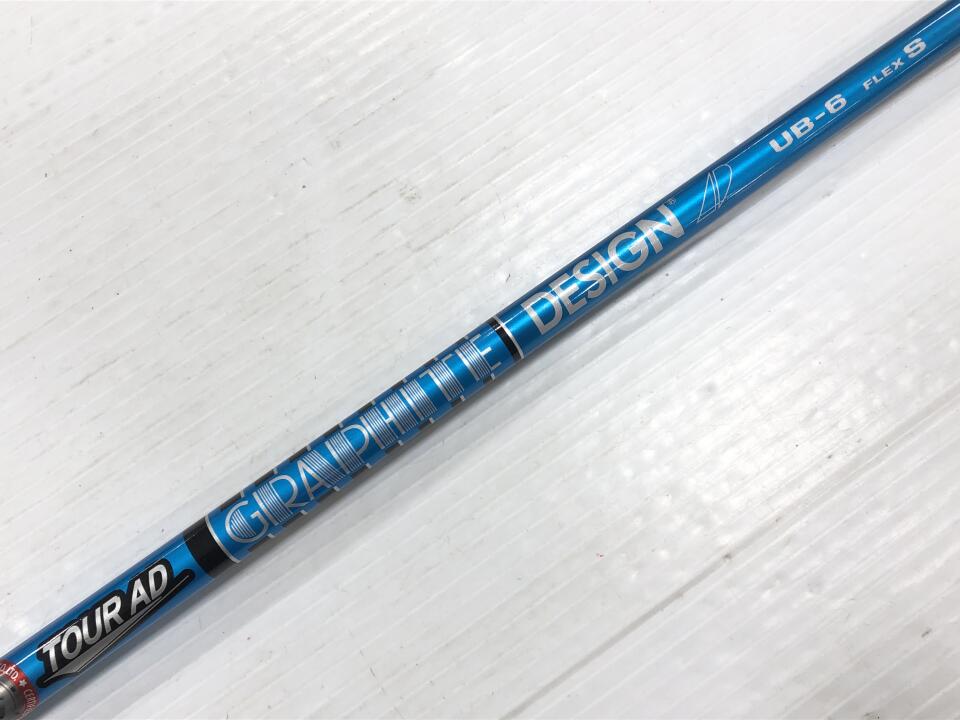 TOUR AD
GRAPHITE
DESIGN®
UB-6 FLEX S